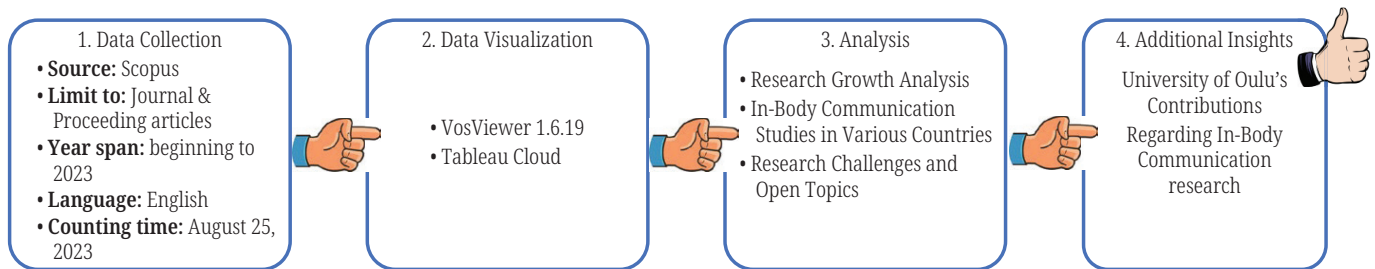 1. Data Collection
• Source: Scopus
• Limit to: Journal &
Proceeding articles
• Year span: beginning to
2023
• Language: English
• Counting time: August 25,
2023
2. Data Visualization
• VosViewer 1.6.19
• Tableau Cloud
3. Analysis
• Research Growth Analysis
• In-Body Communication
Studies in Various Countries
• Research Challenges and
Open Topics
4. Additional Insights
University of Oulu’s
Contributions
Regarding In-Body
Communication
research